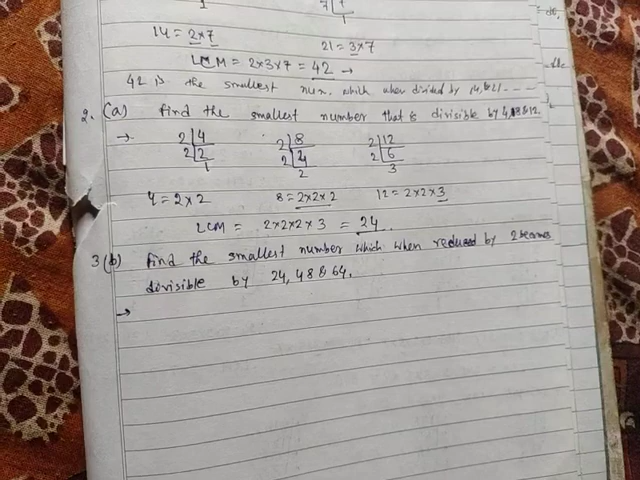 7 7
1
14 = 2×7
21 = 3×7
LCM = 2×3×7 = 42 →
42 is the smallest num. which when divided by 14, & 21 - - - -
2. (a) find the smallest number that is divisible by 4, 8 & 12
→ 2 4 2 8 2 12
2 2 2 4 2 6
1 2 3
4 = 2×2 8 = 2×2×2 12 = 2×2×3
LCM = 2×2×2×3 = 24.
3 (b) find the smallest number which when reduced by 2
divisible by 24, 48 & 64.
→